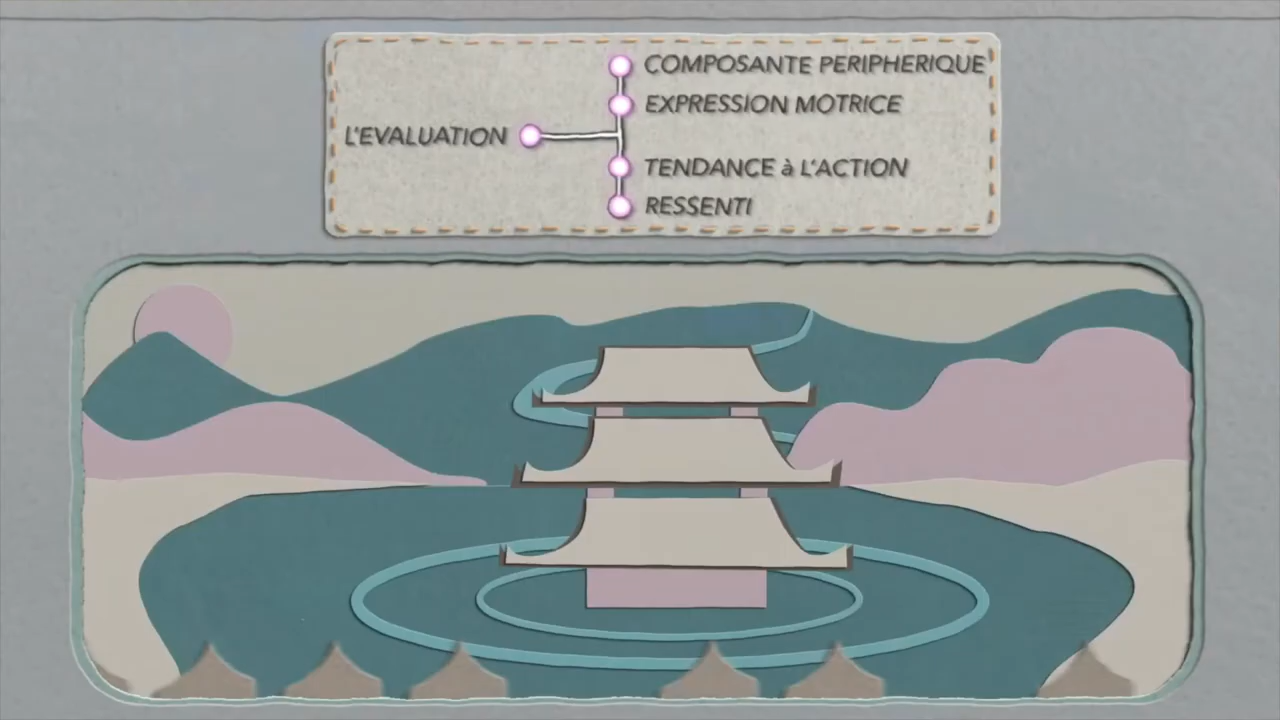 COMPOSANTE PERIPHERIQUE
EXPRESSION MOTRICE
L'EVALUATION
TENDANCE à L'ACTION
RESSENTI